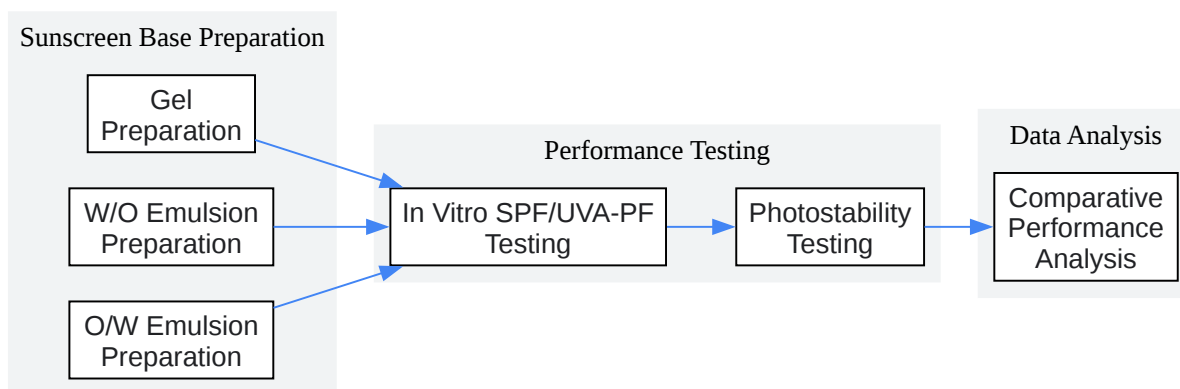 Sunscreen Base Preparation
Gel
Preparation
W/O Emulsion
Preparation
O/W Emulsion
Preparation
Performance Testing
In Vitro SPF/UVA-PF
Testing
Photostability
Testing
Data Analysis
Comparative
Performance
Analysis